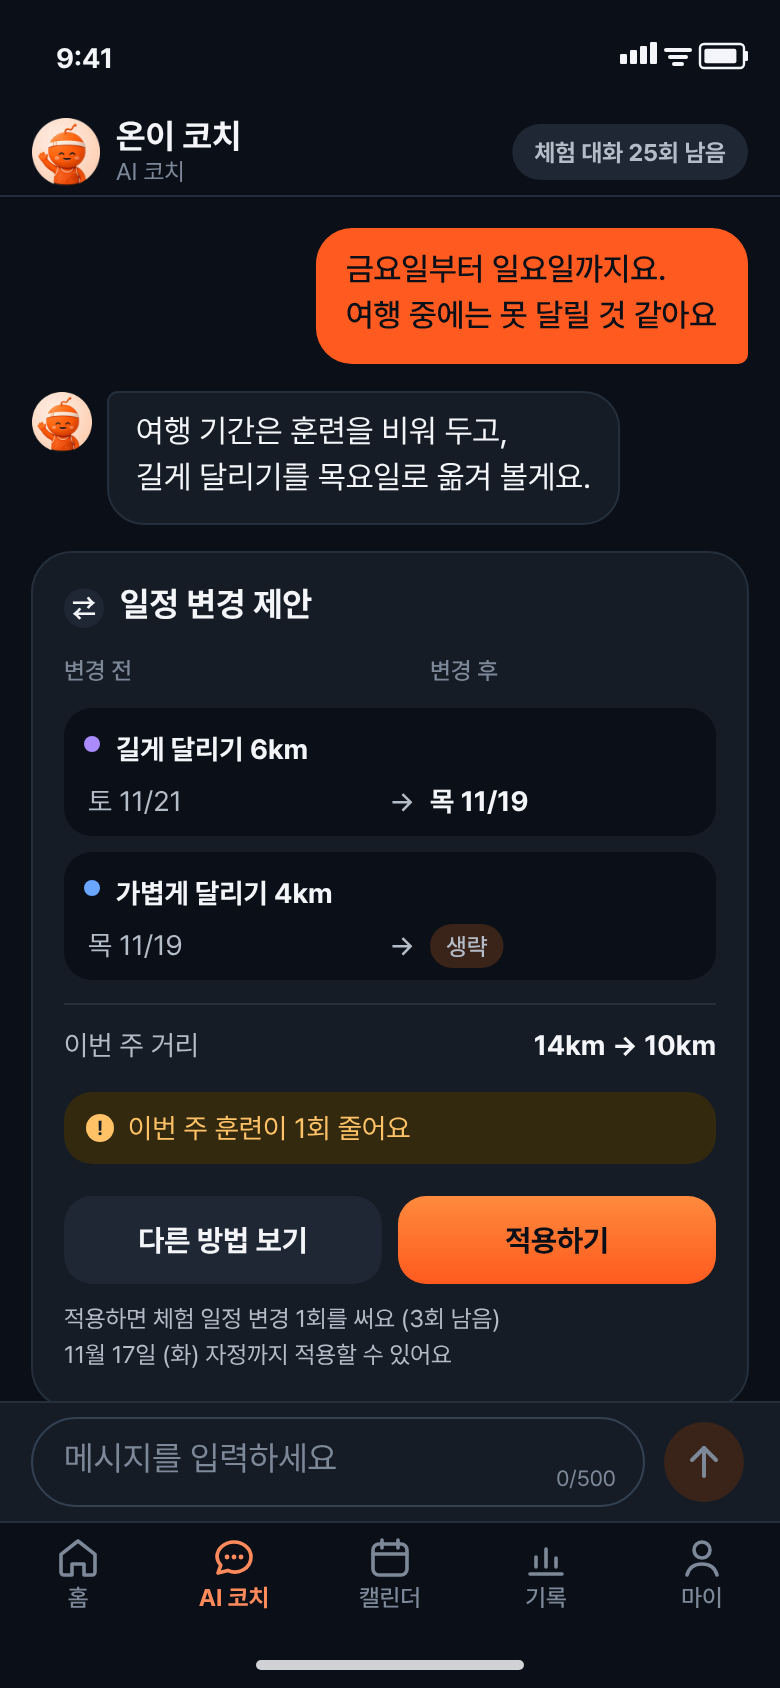 9:41
온이 코치
AI 코치
체험 대화 25회 남음
금요일부터 일요일까지요.
여행 중에는 못 달릴 것 같아요
여행 기간은 훈련을 비워 두고,
길게 달리기를 목요일로 옮겨 볼게요.
일정 변경 제안
변경 전 변경 후
길게 달리기 6km
토 11/21 → 목 11/19
가볍게 달리기 4km
목 11/19 → 생략
이번 주 거리 14km → 10km
! 이번 주 훈련이 1회 줄어요
다른 방법 보기 적용하기
적용하면 체험 일정 변경 1회를 써요 (3회 남음)
11월 17일 (화) 자정까지 적용할 수 있어요
메시지를 입력하세요
0/500
홈 AI 코치 캘린더 기록 마이